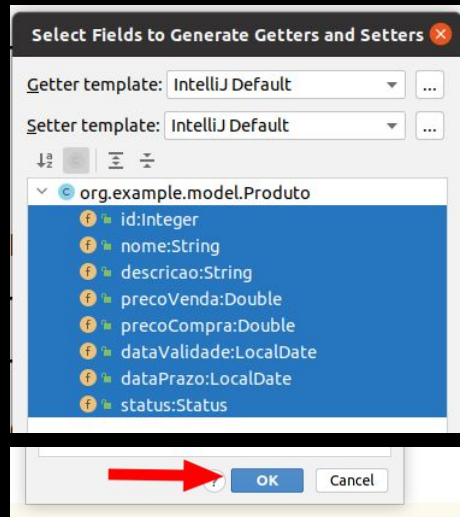 Select Fields to Generate Getters and Setters
Getter template: IntelliJ Default ...
Setter template: IntelliJ Default ...
org.example.model.Produto
id:Integer
nome:String
descricao:String
precoVenda:Double
precoCompra:Double
dataValidade:LocalDate
dataPrazo:LocalDate
status:Status
? OK Cancel